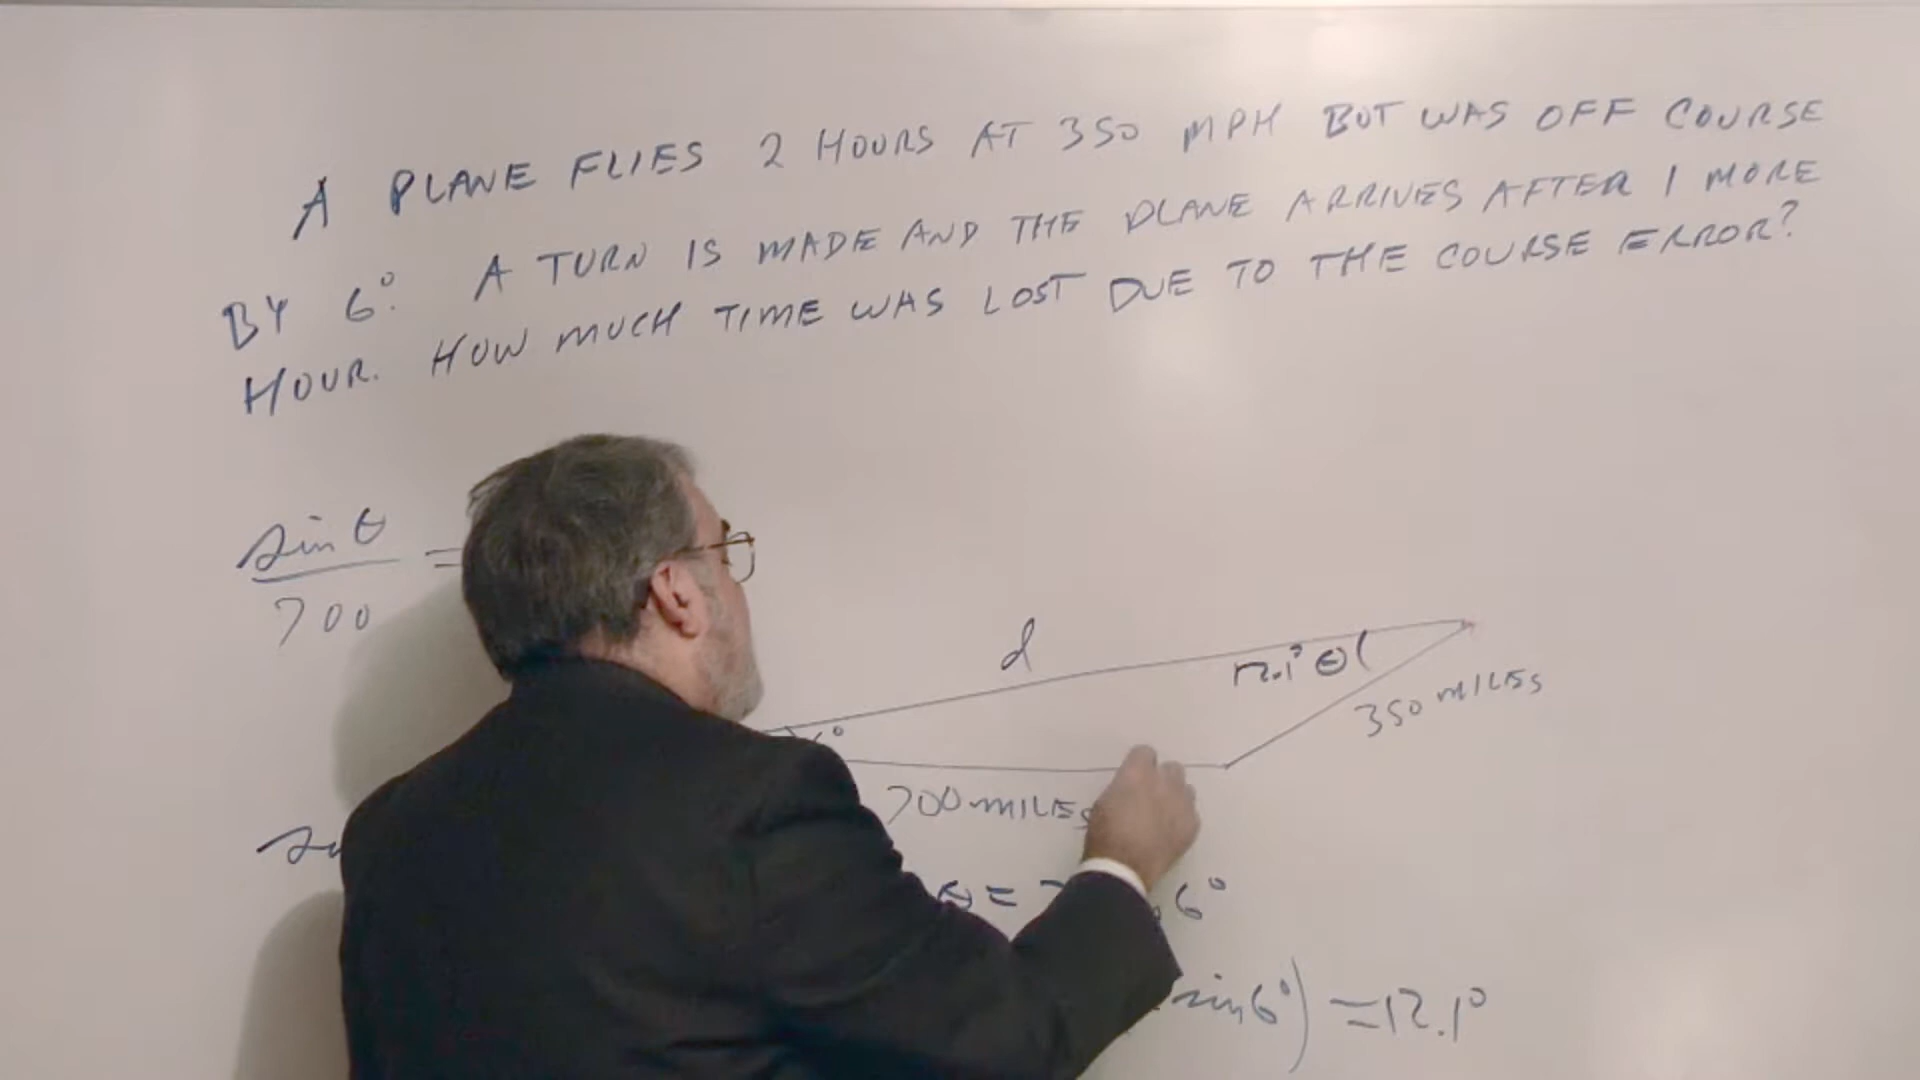 A PLANE FLIES 2 HOURS AT 350 MPH BUT WAS OFF COURSE
BY 6°. A TURN IS MADE AND THE PLANE ARRIVES AFTER 1 MORE
HOUR. HOW MUCH TIME WAS LOST DUE TO THE COURSE ERROR?
sin θ
=
700
d
12.1° θ
350 MILES
700 MILES
θ =
6°
sin 6°) = 12.1°